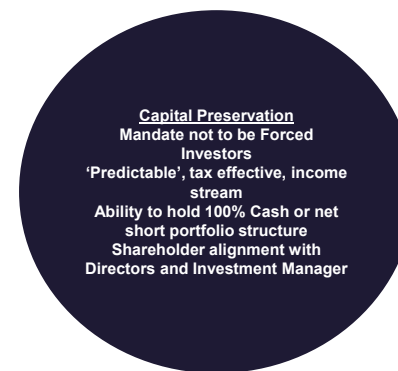 Capital Preservation
Mandate not to be Forced
Investors
‘Predictable’, tax effective, income
stream
Ability to hold 100% Cash or net
short portfolio structure
Shareholder alignment with
Directors and Investment Manager